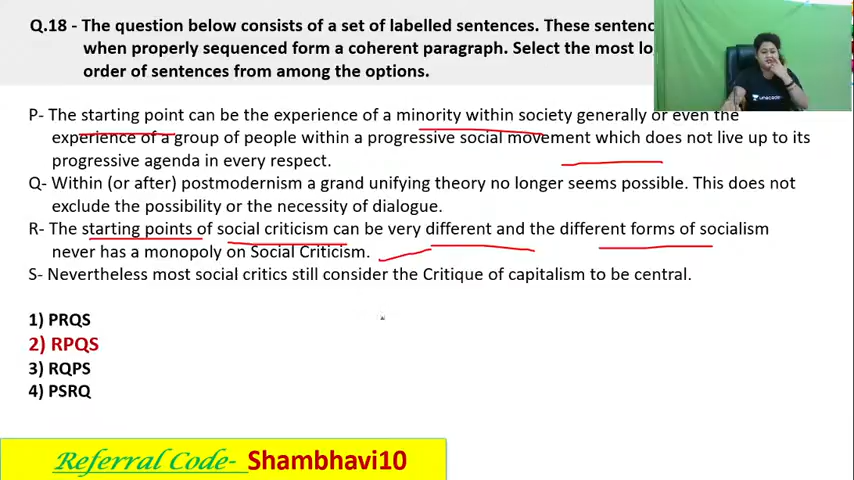 Q.18 - The question below consists of a set of labelled sentences. These
when properly sequenced form a coherent paragraph. Select the most
order of sentences from among the options.
unacademy
P- The starting point can be the experience of a minority within society generally or even the
experience of a group of people within a progressive social movement which does not live up to its
progressive agenda in every respect.
Q- Within (or after) postmodernism a grand unifying theory no longer seems possible. This does not
exclude the possibility or the necessity of dialogue.
R- The starting points of social criticism can be very different and the different forms of socialism
never has a monopoly on Social Criticism.
S- Nevertheless most social critics still consider the Critique of capitalism to be central.
1) PRQS
2) RPQS
3) RQPS
4) PSRQ
Referral Code- Shambhavi10